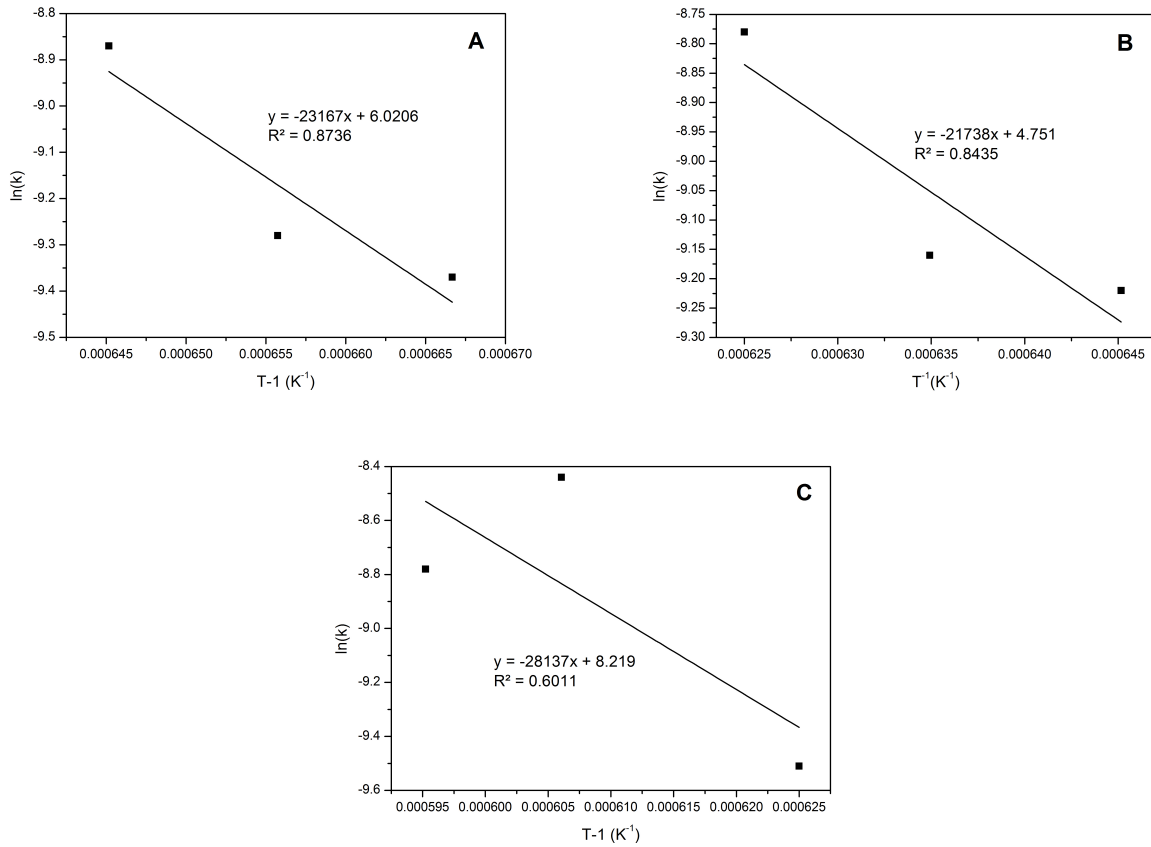 A
-8.8
-8.9
-9.0
-9.1
-9.2
-9.3
-9.4
-9.5
ln(k)
y = -23167x + 6.0206
R² = 0.8736
0.000645 0.000650 0.000655 0.000660 0.000665 0.000670
T-1 (K⁻¹)
B
-8.75
-8.80
-8.85
-8.90
-8.95
-9.00
-9.05
-9.10
-9.15
-9.20
-9.25
-9.30
ln(k)
y = -21738x + 4.751
R² = 0.8435
0.000625 0.000630 0.000635 0.000640 0.000645
T⁻¹(K⁻¹)
C
-8.4
-8.6
-8.8
-9.0
-9.2
-9.4
-9.6
ln(k)
y = -28137x + 8.219
R² = 0.6011
0.000595 0.000600 0.000605 0.000610 0.000615 0.000620 0.000625
T-1 (K⁻¹)